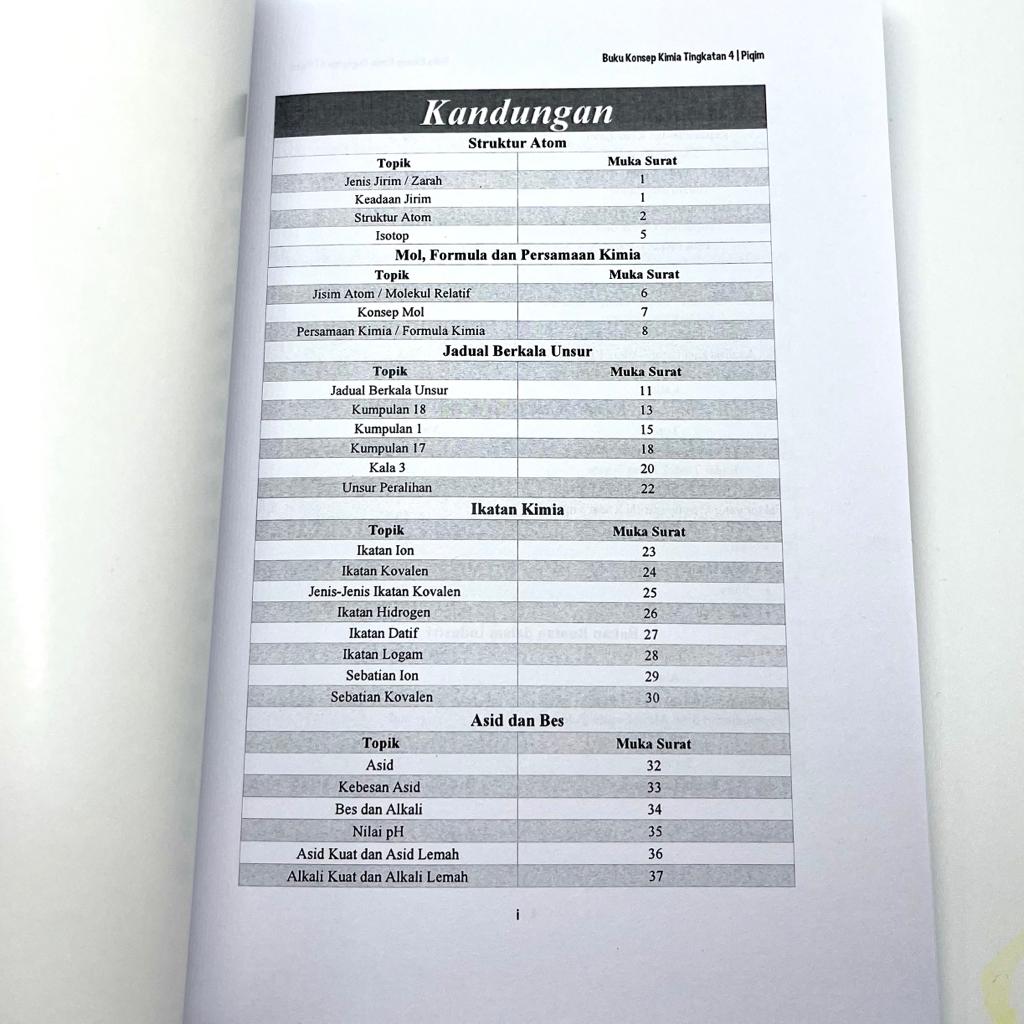 Buku Konsep Kimia Tingkatan 4 | Piqim
Kandungan
Struktur Atom
Topik Muka Surat
Jenis Jirim / Zarah 1
Keadaan Jirim 1
Struktur Atom 2
Isotop 5
Mol, Formula dan Persamaan Kimia
Topik Muka Surat
Jisim Atom / Molekul Relatif 6
Konsep Mol 7
Persamaan Kimia / Formula Kimia 8
Jadual Berkala Unsur
Topik Muka Surat
Jadual Berkala Unsur 11
Kumpulan 18 13
Kumpulan 1 15
Kumpulan 17 18
Kala 3 20
Unsur Peralihan 22
Ikatan Kimia
Topik Muka Surat
Ikatan Ion 23
Ikatan Kovalen 24
Jenis-Jenis Ikatan Kovalen 25
Ikatan Hidrogen 26
Ikatan Datif 27
Ikatan Logam 28
Sebatian Ion 29
Sebatian Kovalen 30
Asid dan Bes
Topik Muka Surat
Asid 32
Kebesan Asid 33
Bes dan Alkali 34
Nilai pH 35
Asid Kuat dan Asid Lemah 36
Alkali Kuat dan Alkali Lemah 37
i